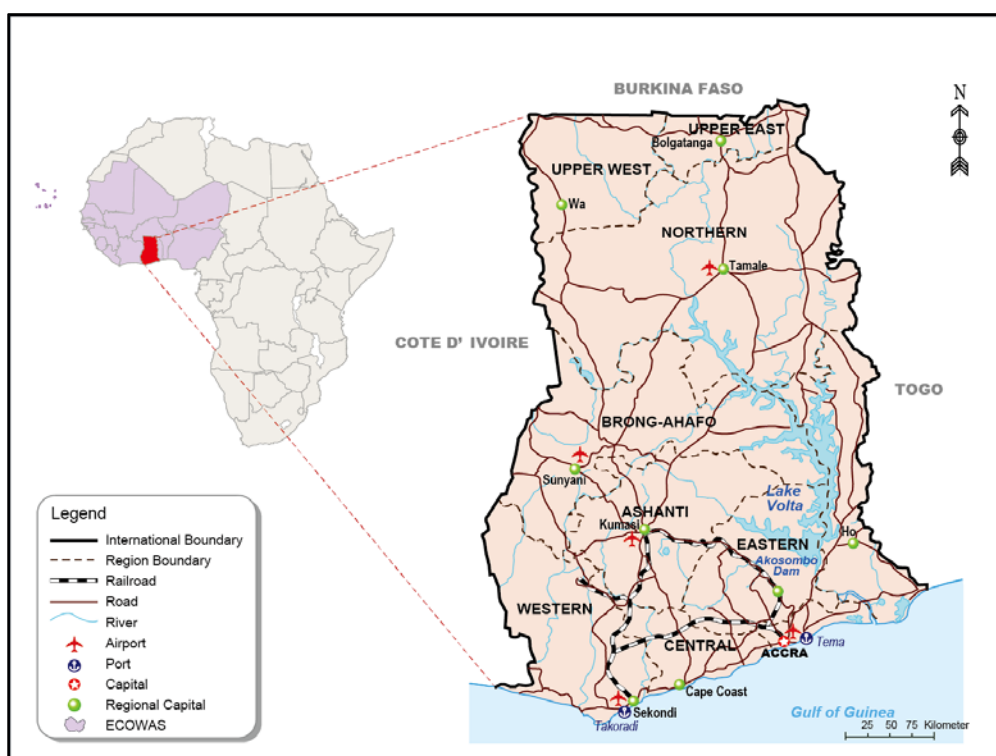 BURKINA FASO
N
UPPER EAST
Bolgatanga
UPPER WEST
Wa
NORTHERN
Tamale
COTE D' IVOIRE
TOGO
BRONG-AHAFO
Sunyani
Lake
Volta
ASHANTI
Kumasi
Ho
EASTERN
Akosombo
Dam
WESTERN
CENTRAL
ACCRA
Tema
Cape Coast
Sekondi
Takoradi
Gulf of Guinea
0 25 50 75 Kilometer
Legend
International Boundary
Region Boundary
Railroad
Road
River
Airport
Port
Capital
Regional Capital
ECOWAS